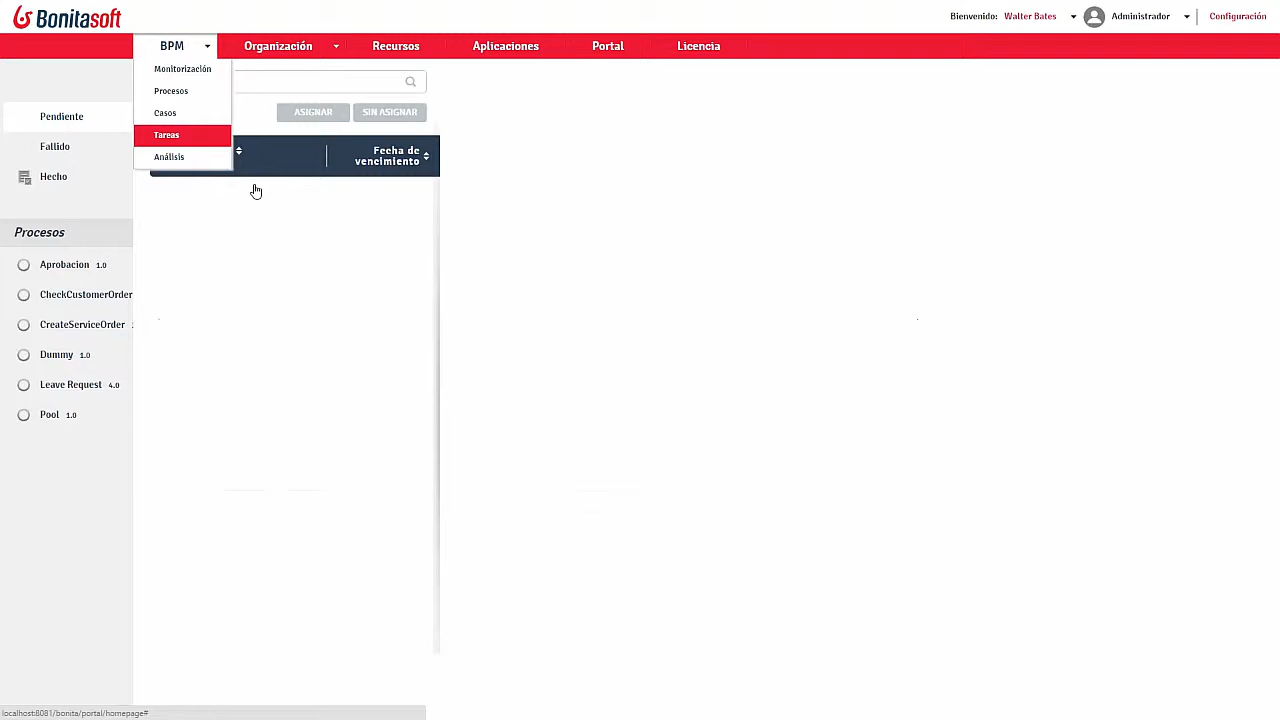 Bonitasoft
Bienvenido: Walter Bates Administrador Configuración
BPM Organización Recursos Aplicaciones Portal Licencia
Monitorización
Procesos
Casos
Tareas
Análisis
ASIGNAR SIN ASIGNAR
Fecha de
vencimiento
Pendiente
Fallido
Hecho
Procesos
Aprobacion 1.0
CheckCustomerOrder
CreateServiceOrder
Dummy 1.0
Leave Request 4.0
Pool 1.0
localhost:8081/bonita/portal/homepage#